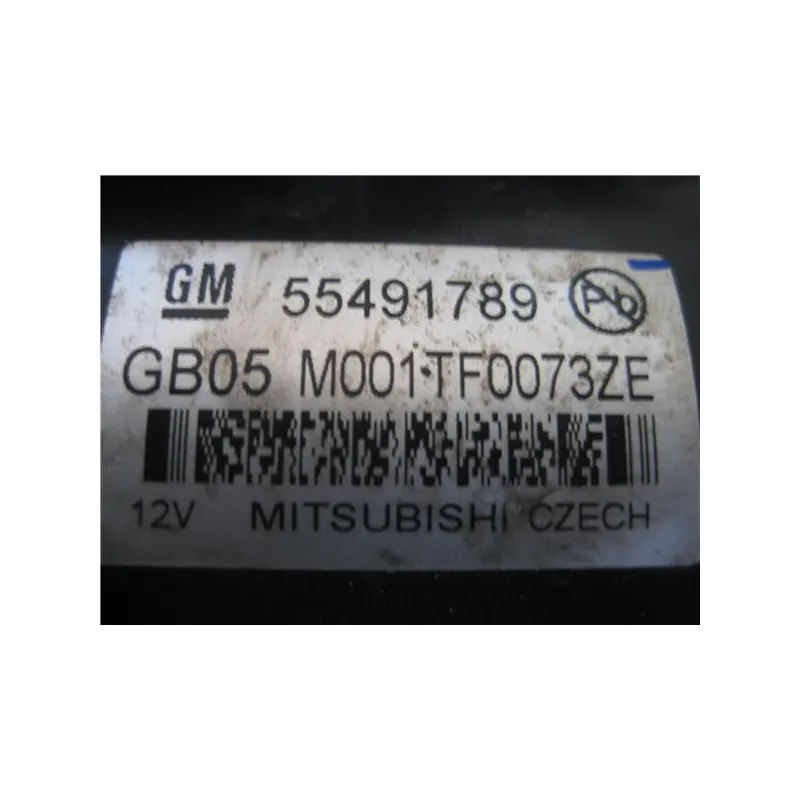 GM 55491789 Pb
GB05 M001TF0073ZE
12V MITSUBISHI CZECH